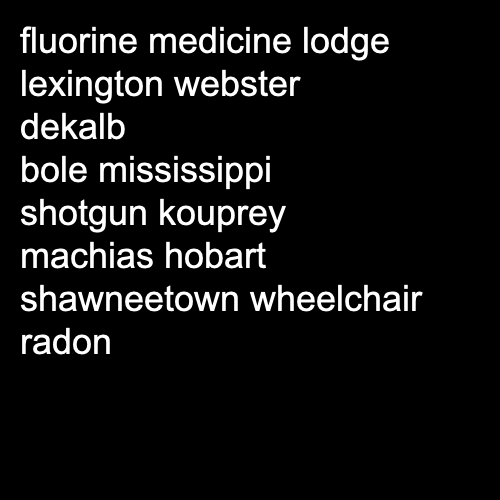 fluorine medicine lodge
lexington webster
dekalb
bole mississippi
shotgun kouprey
machias hobart
shawneetown wheelchair
radon